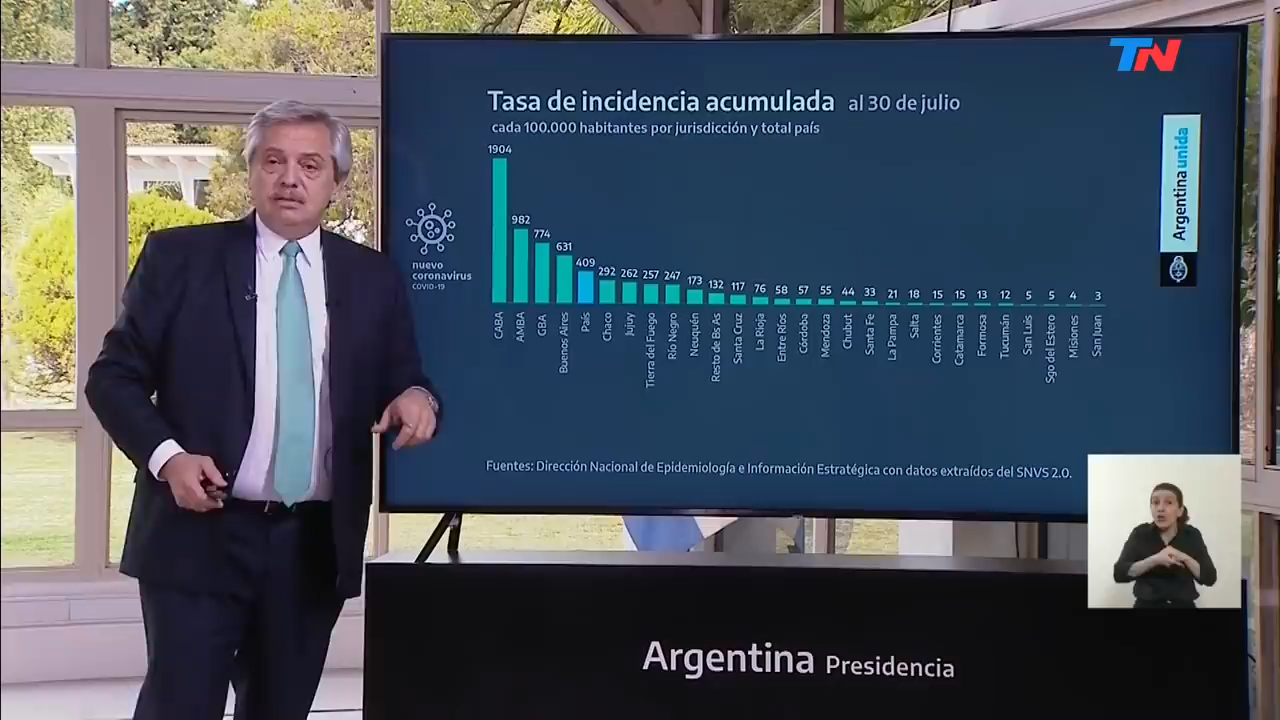 TN
Tasa de incidencia acumulada al 30 de julio
cada 100.000 habitantes por jurisdicción y total país
1904
982
774
631
409
292
262
257
247
173
132
117
76
58
57
55
44
33
21
18
15
15
13
12
5
5
4
3
nuevo
coronavirus
COVID-19
CABA
AMBA
GBA
Buenos Aires
País
Chaco
Jujuy
Tierra del Fuego
Río Negro
Neuquén
Resto de Bs As
Santa Cruz
La Rioja
Entre Ríos
Córdoba
Mendoza
Chubut
Santa Fe
La Pampa
Salta
Corrientes
Catamarca
Formosa
Tucumán
San Luis
Sgo del Estero
Misiones
San Juan
Argentina unida
Fuentes: Dirección Nacional de Epidemiología e Información Estratégica con datos extraídos del SNVS 2.0.
Argentina Presidencia